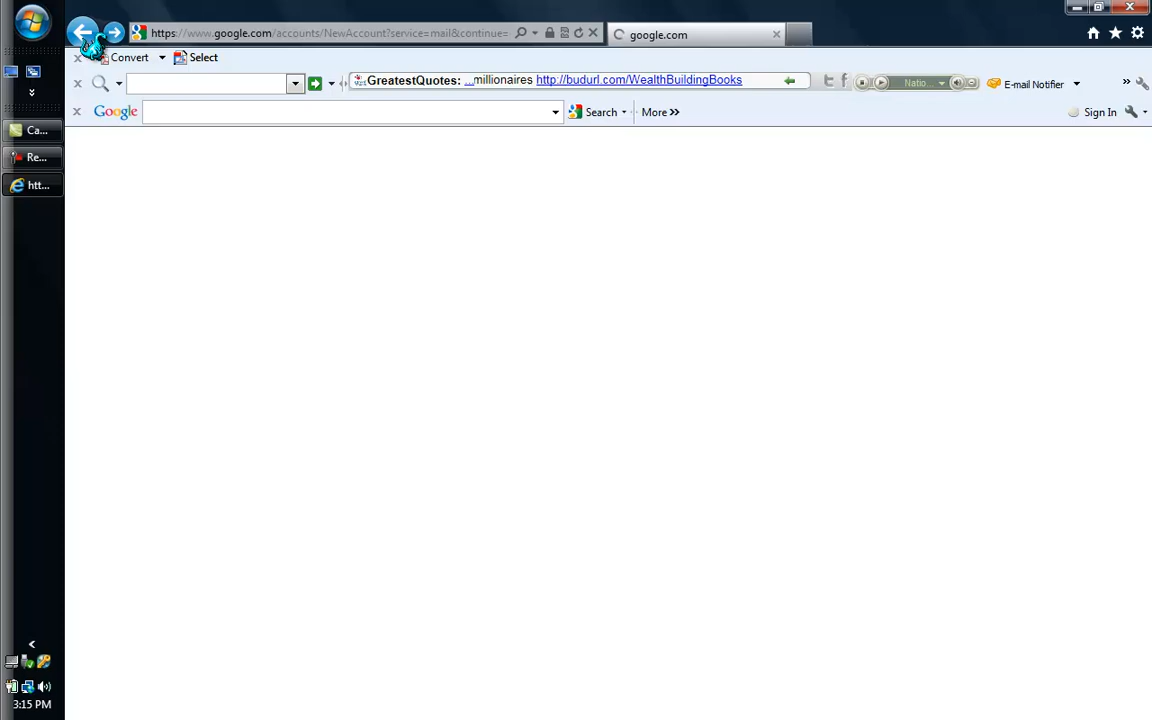 https://www.google.com/accounts/NewAccount?service=mail&continue=
google.com
x Convert Select
x GreatestQuotes: ...millionaires http://budurl.com/WealthBuildingBooks Natio... E-mail Notifier »
x Google Search More » Sign In
Ca...
Re...
htt...
3:15 PM